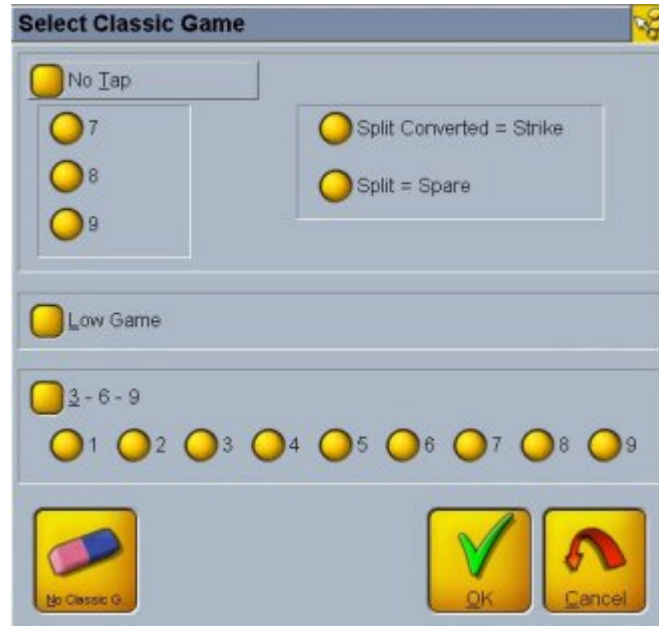 Select Classic Game
No Tap
7
8
9
Split Converted = Strike
Split = Spare
Low Game
3 - 6 - 9
1 2 3 4 5 6 7 8 9
No Classic G
OK
Cancel